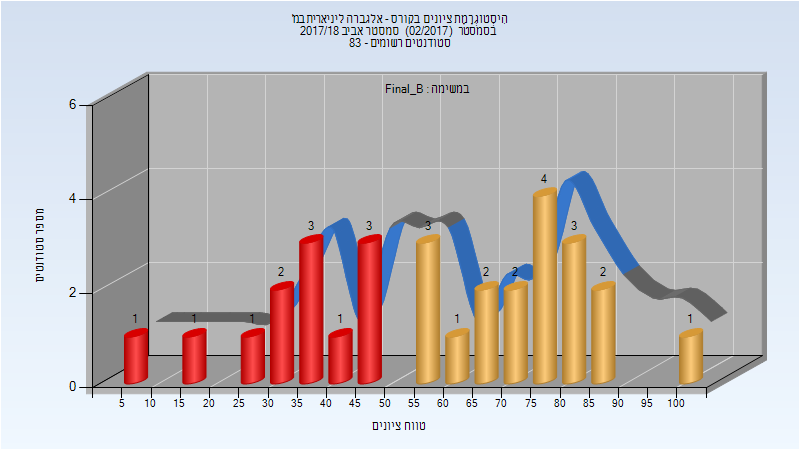 היסטוגרמת ציונים בקורס - אלגברה ליניארית במ'
בסמסטר (02/2017) סמסטר אביב 2017/18
סטודנטים רשומים - 83
במשימה : Final_B
מספר סטודנטים
6
4
2
0
1 1 1 2 3 1 3 3 1 2 2 4 3 2 1
5 10 15 20 25 30 35 40 45 50 55 60 65 70 75 80 85 90 95 100
טווח ציונים